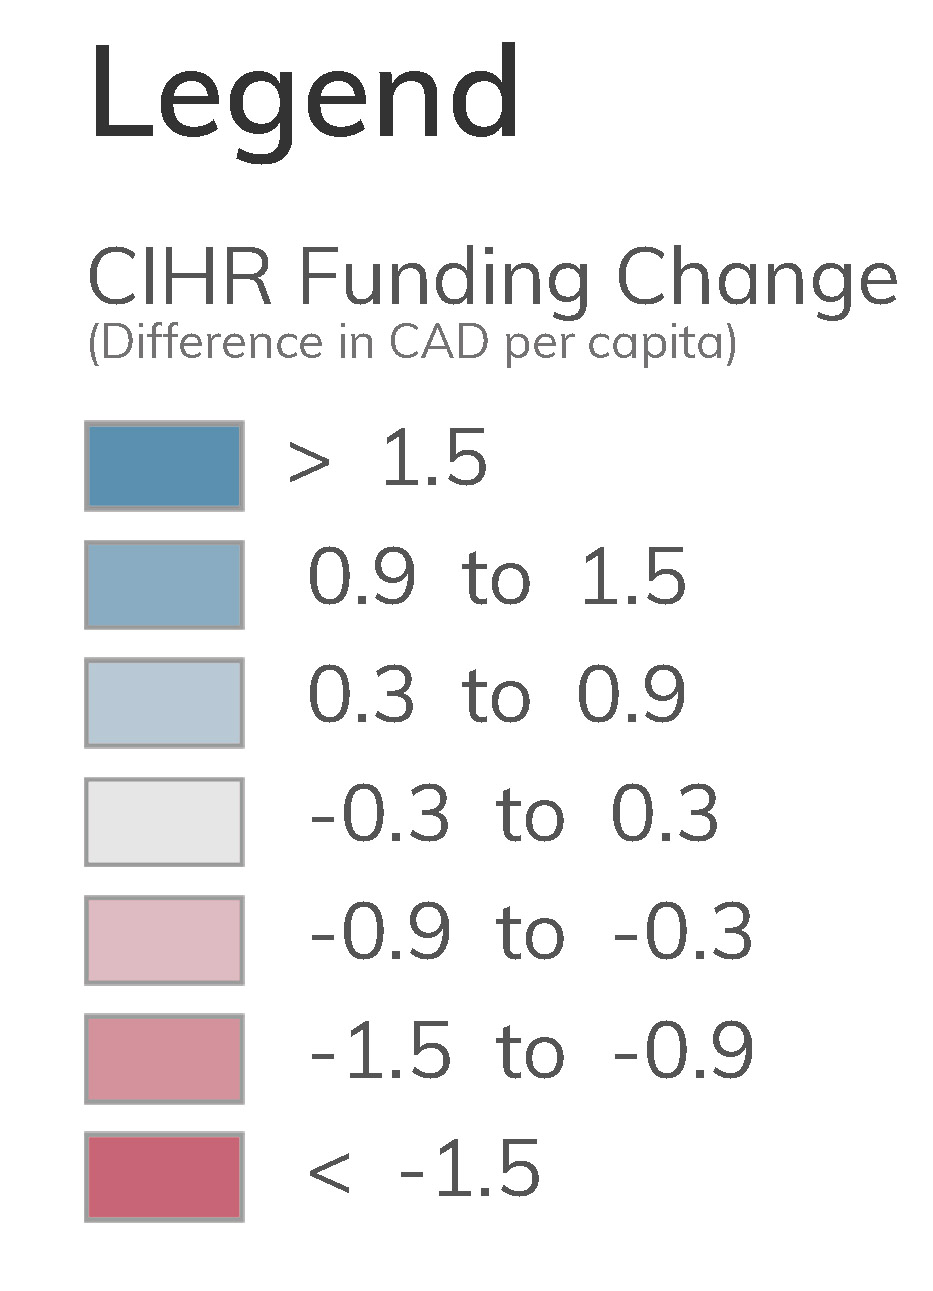 Legend
CIHR Funding Change
(Difference in CAD per capita)
> 1.5
0.9 to 1.5
0.3 to 0.9
-0.3 to 0.3
-0.9 to -0.3
-1.5 to -0.9
< -1.5